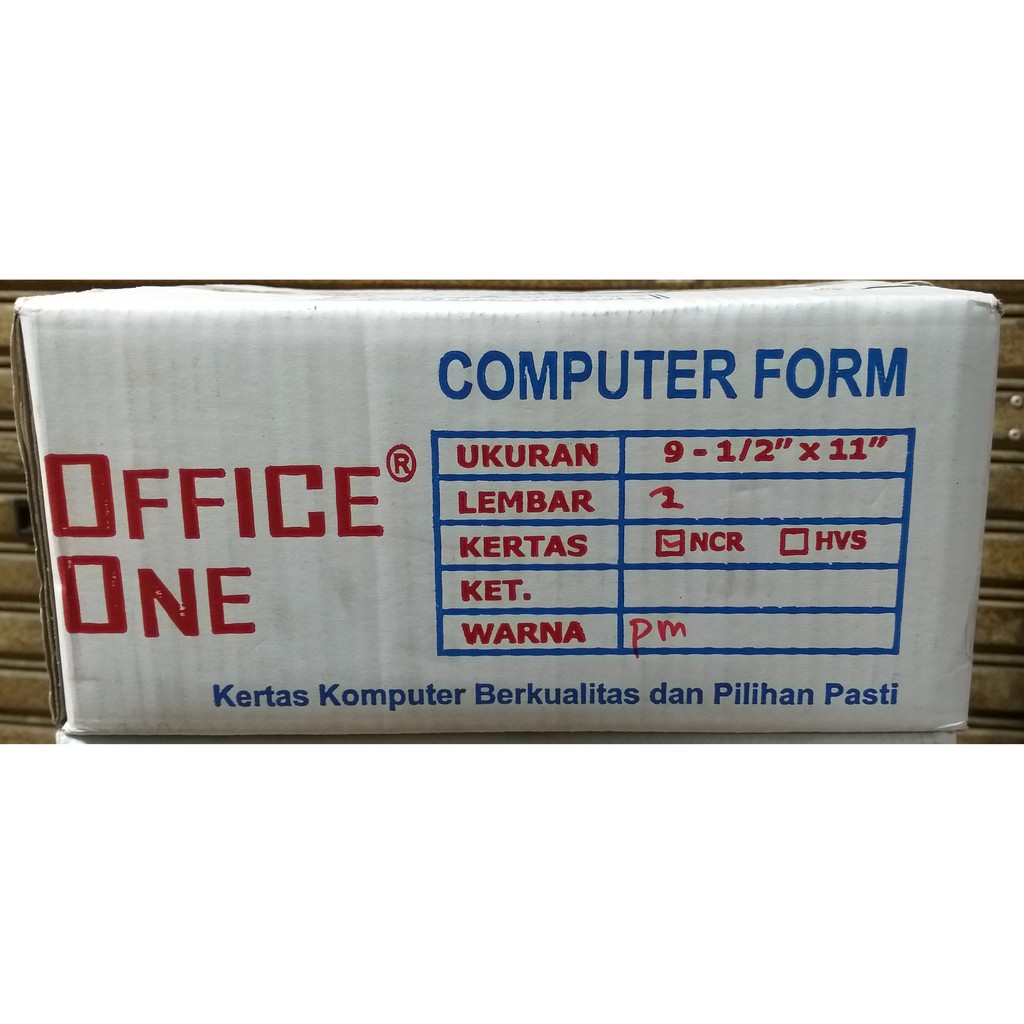 COMPUTER FORM
OFFICE®
ONE
UKURAN 9 - 1/2" x 11"
LEMBAR 2
KERTAS NCR HVS
KET.
WARNA pm
Kertas Komputer Berkualitas dan Pilihan Pasti